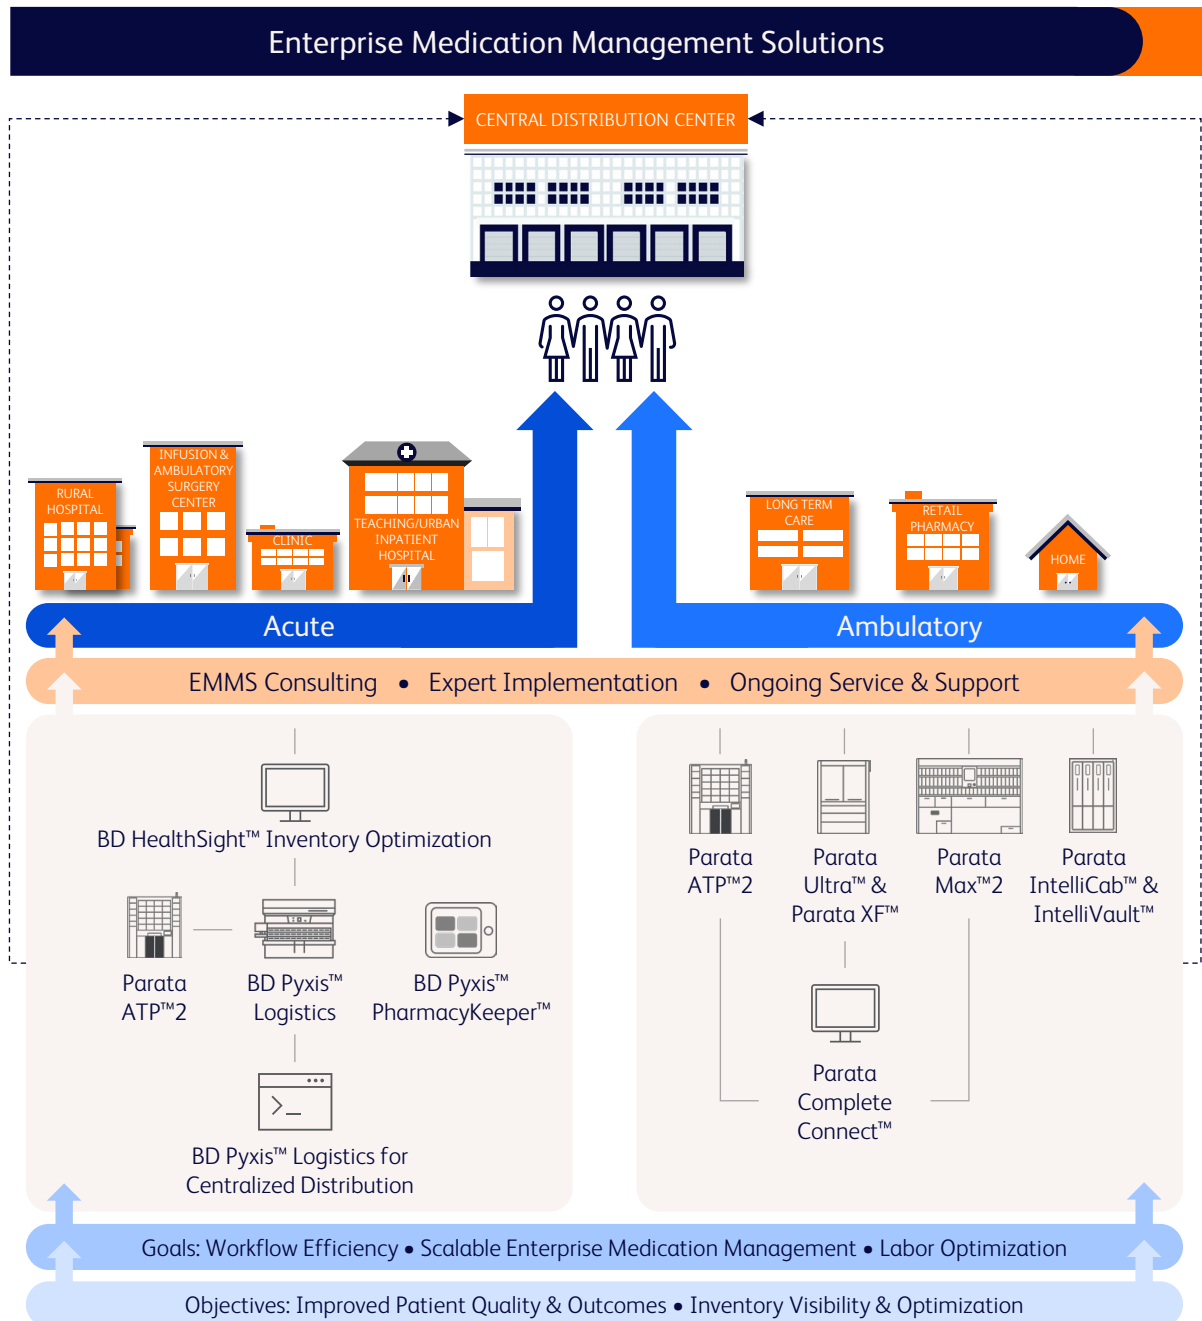 Enterprise Medication Management Solutions
CENTRAL DISTRIBUTION CENTER
RURAL
HOSPITAL
INFUSION &
AMBULATORY
SURGERY
CENTER
CLINIC
TEACHING/URBAN
INPATIENT
HOSPITAL
LONG TERM
CARE
RETAIL
PHARMACY
HOME
Acute
Ambulatory
EMMS Consulting • Expert Implementation • Ongoing Service & Support
BD HealthSight™ Inventory Optimization
Parata
ATP™2
BD Pyxis™
Logistics
BD Pyxis™
PharmacyKeeper™
BD Pyxis™ Logistics for
Centralized Distribution
Parata
ATP™2
Parata
Ultra™ &
Parata XF™
Parata
Max™2
Parata
IntelliCab™ &
IntelliVault™
Parata
Complete
Connect™
Goals: Workflow Efficiency • Scalable Enterprise Medication Management • Labor Optimization
Objectives: Improved Patient Quality & Outcomes • Inventory Visibility & Optimization